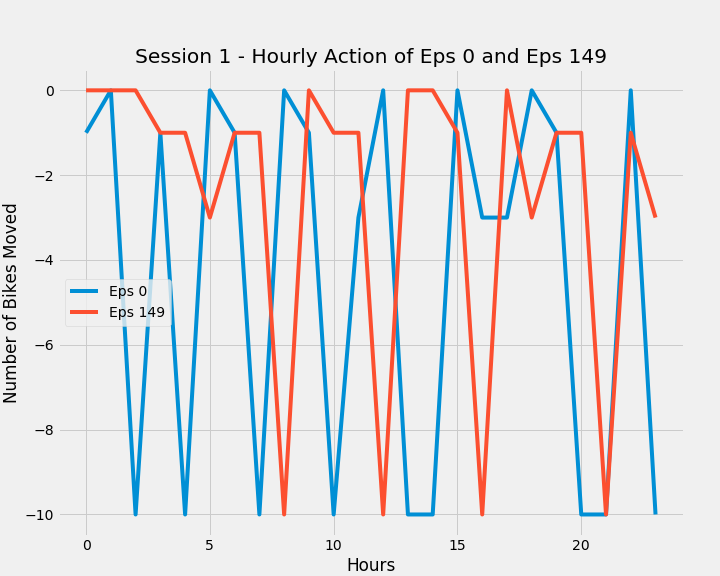 Session 1 - Hourly Action of Eps 0 and Eps 149
Number of Bikes Moved
0
−2
−4
−6
−8
−10
Eps 0
Eps 149
0 5 10 15 20
Hours